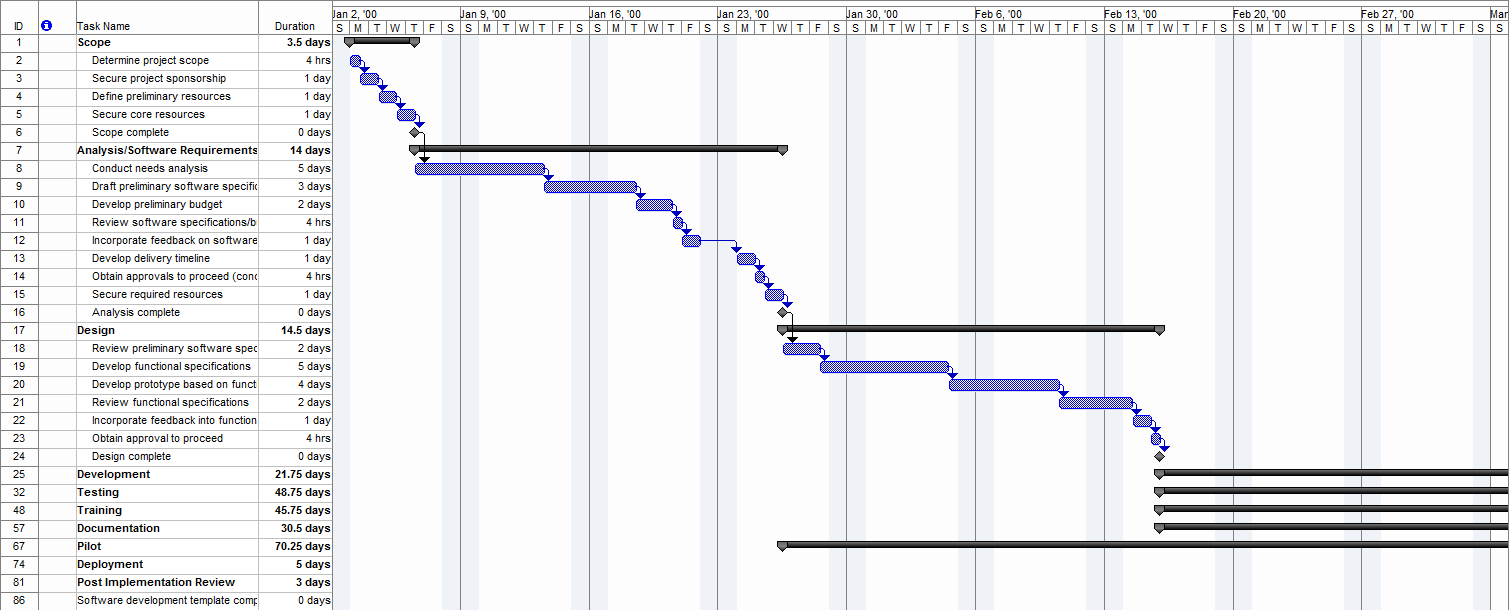 Jan 2, '00 Jan 9, '00 Jan 16, '00 Jan 23, '00 Jan 30, '00 Feb 6, '00 Feb 13, '00 Feb 20, '00 Feb 27, '00 Mar
ID i Task Name Duration S M T W T F S S M T W T F S S M T W T F S S M T W T F S S M T W T F S S M T W T F S S M T W T F S S M T W T F S S M T W T F S S
1 Scope 3.5 days
2 Determine project scope 4 hrs
3 Secure project sponsorship 1 day
4 Define preliminary resources 1 day
5 Secure core resources 1 day
6 Scope complete 0 days
7 Analysis/Software Requirements 14 days
8 Conduct needs analysis 5 days
9 Draft preliminary software specific 3 days
10 Develop preliminary budget 2 days
11 Review software specifications/b 4 hrs
12 Incorporate feedback on software 1 day
13 Develop delivery timeline 1 day
14 Obtain approvals to proceed (conc 4 hrs
15 Secure required resources 1 day
16 Analysis complete 0 days
17 Design 14.5 days
18 Review preliminary software spec 2 days
19 Develop functional specifications 5 days
20 Develop prototype based on funct 4 days
21 Review functional specifications 2 days
22 Incorporate feedback into function 1 day
23 Obtain approval to proceed 4 hrs
24 Design complete 0 days
25 Development 21.75 days
32 Testing 48.75 days
48 Training 45.75 days
57 Documentation 30.5 days
67 Pilot 70.25 days
74 Deployment 5 days
81 Post Implementation Review 3 days
86 Software development template comp 0 days